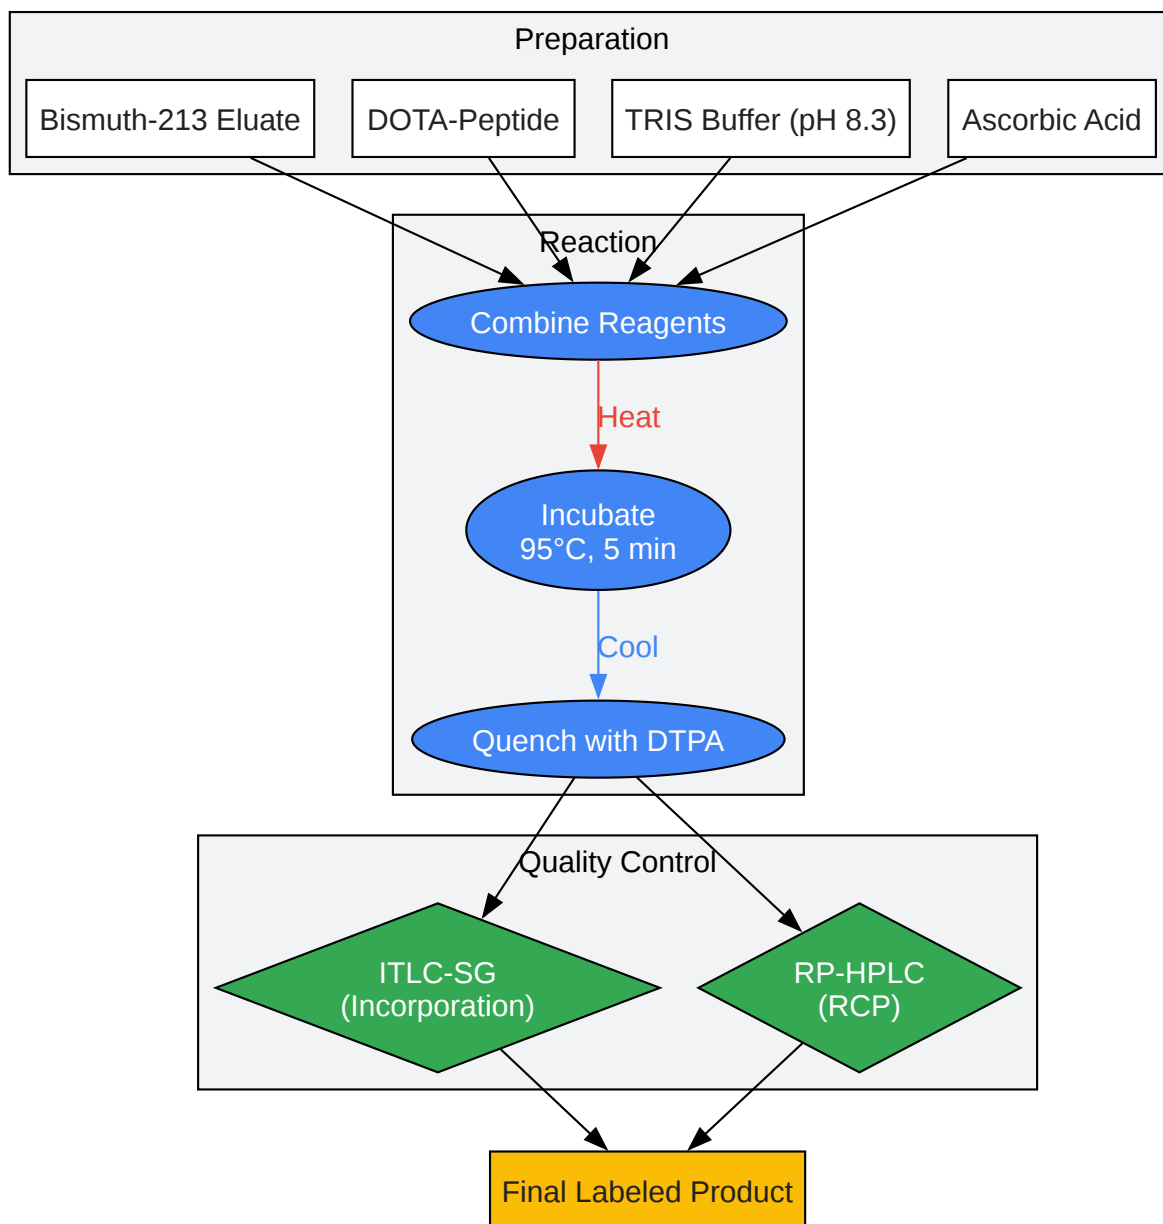 Preparation
Bismuth-213 Eluate
DOTA-Peptide
TRIS Buffer (pH 8.3)
Ascorbic Acid
Reaction
Combine Reagents
Heat
Incubate
95°C, 5 min
Cool
Quench with DTPA
Quality Control
ITLC-SG
(Incorporation)
RP-HPLC
(RCP)
Final Labeled Product